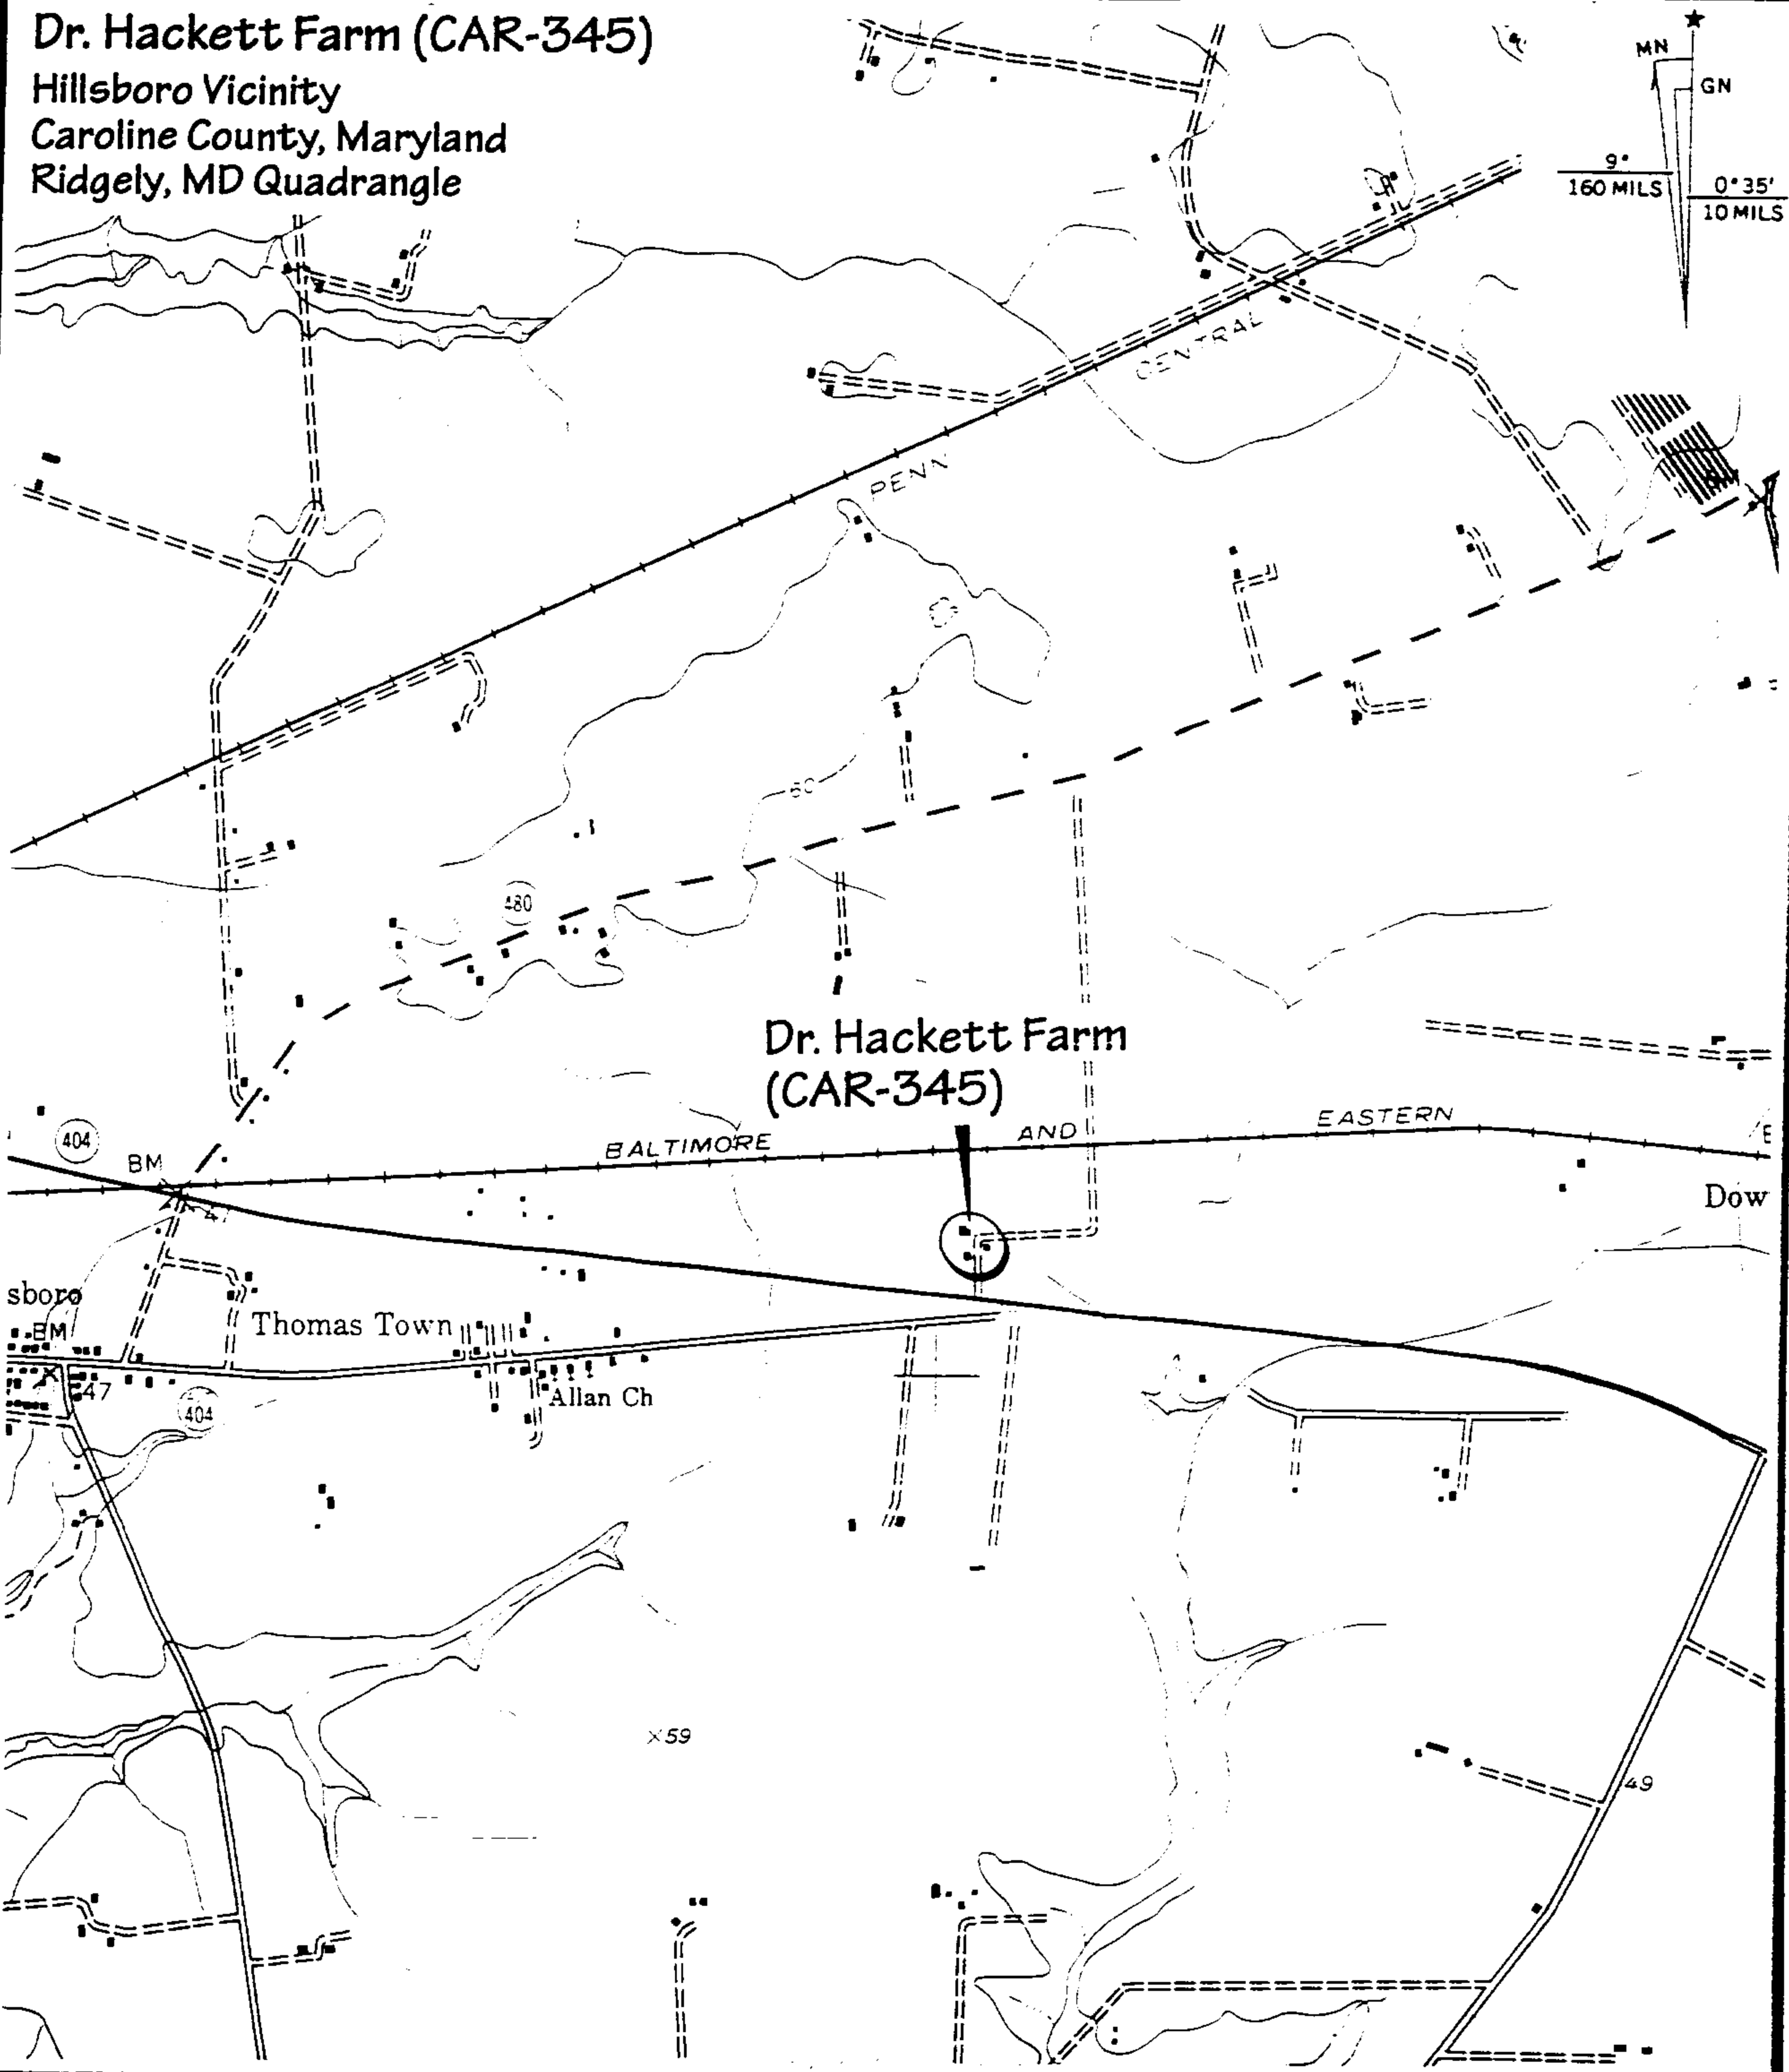 Dr. Hackett Farm (CAR-345)
Hillsboro Vicinity
Caroline County, Maryland
Ridgely, MD Quadrangle
MN
GN
9°
160 MILS
0°35'
10 MILS
CENTRAL
PENN
60
480
Dr. Hackett Farm
(CAR-345)
404
BM
BALTIMORE
AND
EASTERN
E
Dow
sboro
BM
Thomas Town
47
404
Allan Ch
×59
49